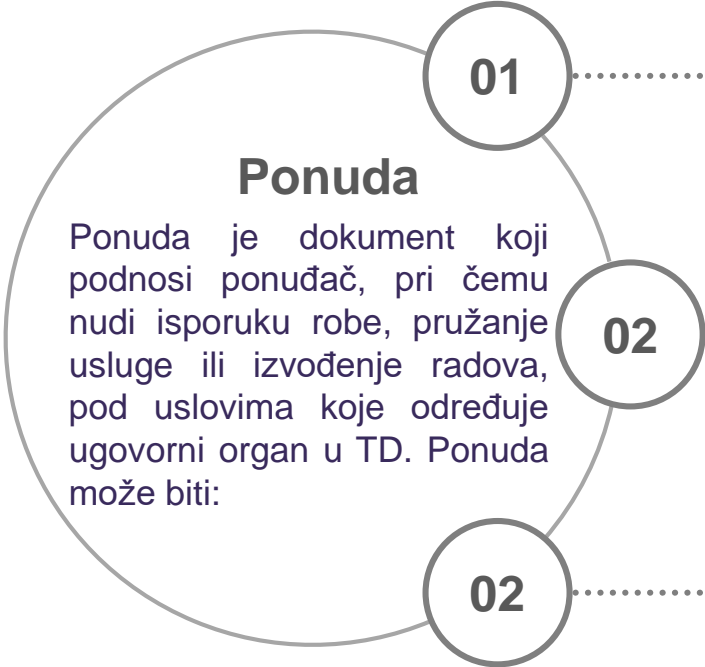 01
Ponuda
Ponuda je dokument koji
podnosi ponuđač, pri čemu
nudi isporuku robe, pružanje
usluge ili izvođenje radova,
pod uslovima koje određuje
ugovorni organ u TD. Ponuda
može biti:
02
02